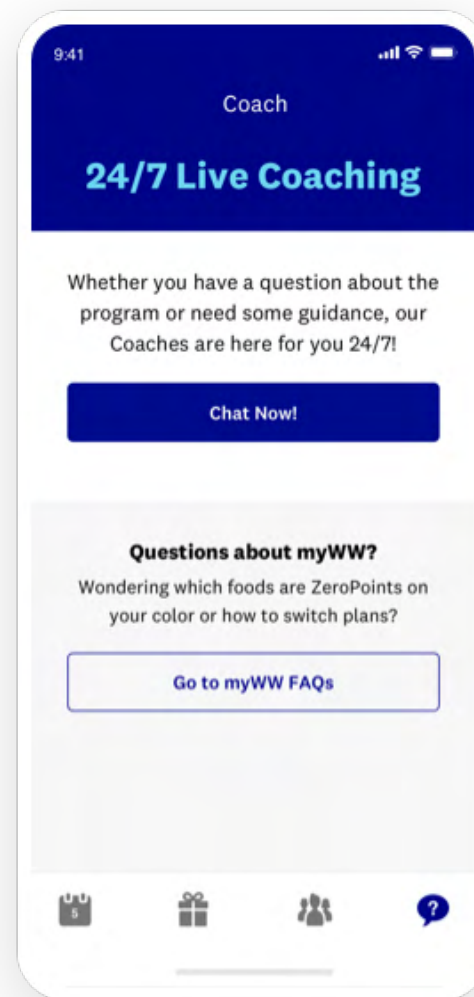 9:41
Coach
24/7 Live Coaching
Whether you have a question about the
program or need some guidance, our
Coaches are here for you 24/7!
Chat Now!
Questions about myWW?
Wondering which foods are ZeroPoints on
your color or how to switch plans?
Go to myWW FAQs
5
?